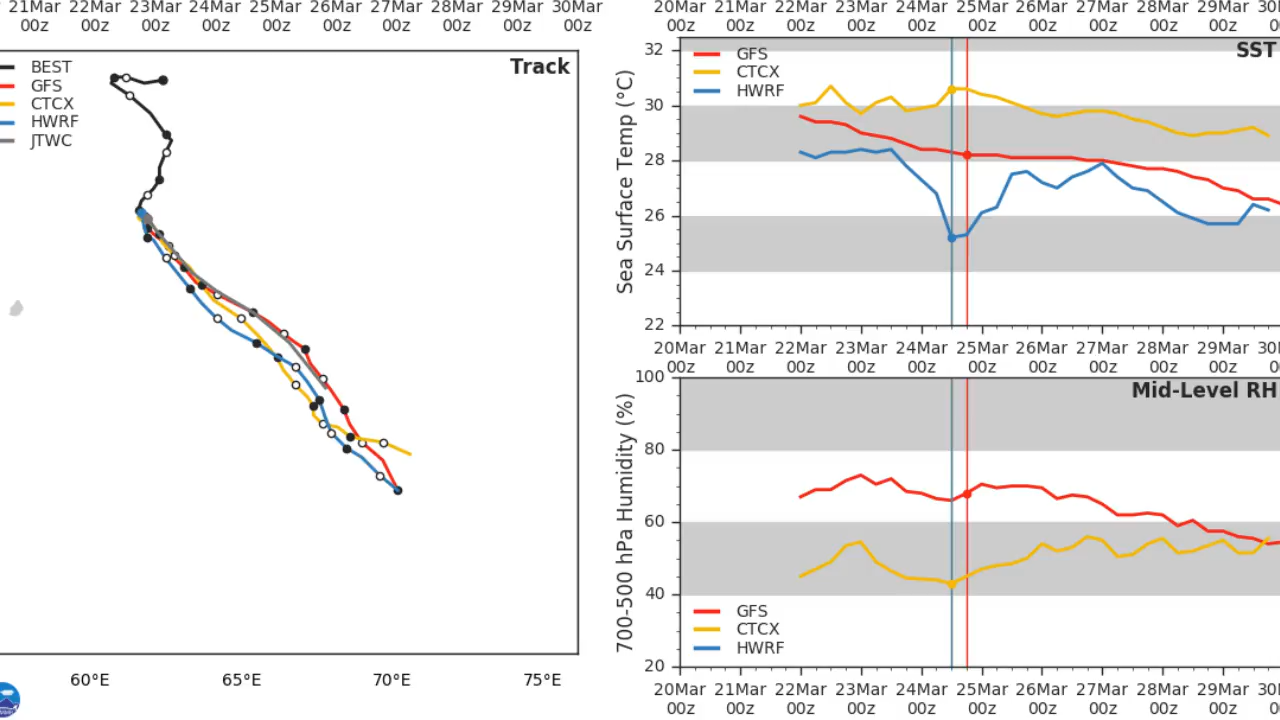 21Mar 22Mar 23Mar 24Mar 25Mar 26Mar 27Mar 28Mar 29Mar 30Mar
00z 00z 00z 00z 00z 00z 00z 00z 00z 00z
BEST
GFS
CTCX
HWRF
JTWC
Track
60°E 65°E 70°E 75°E
20Mar 21Mar 22Mar 23Mar 24Mar 25Mar 26Mar 27Mar 28Mar 29Mar
00z 00z 00z 00z 00z 00z 00z 00z 00z 00z
SST
GFS
CTCX
HWRF
Sea Surface Temp (°C)
32
30
28
26
24
22
20Mar 21Mar 22Mar 23Mar 24Mar 25Mar 26Mar 27Mar 28Mar 29Mar
00z 00z 00z 00z 00z 00z 00z 00z 00z 00z
Mid-Level RH
700-500 hPa Humidity (%)
100
80
60
40
20
GFS
CTCX
HWRF
20Mar 21Mar 22Mar 23Mar 24Mar 25Mar 26Mar 27Mar 28Mar 29Mar
00z 00z 00z 00z 00z 00z 00z 00z 00z 00z